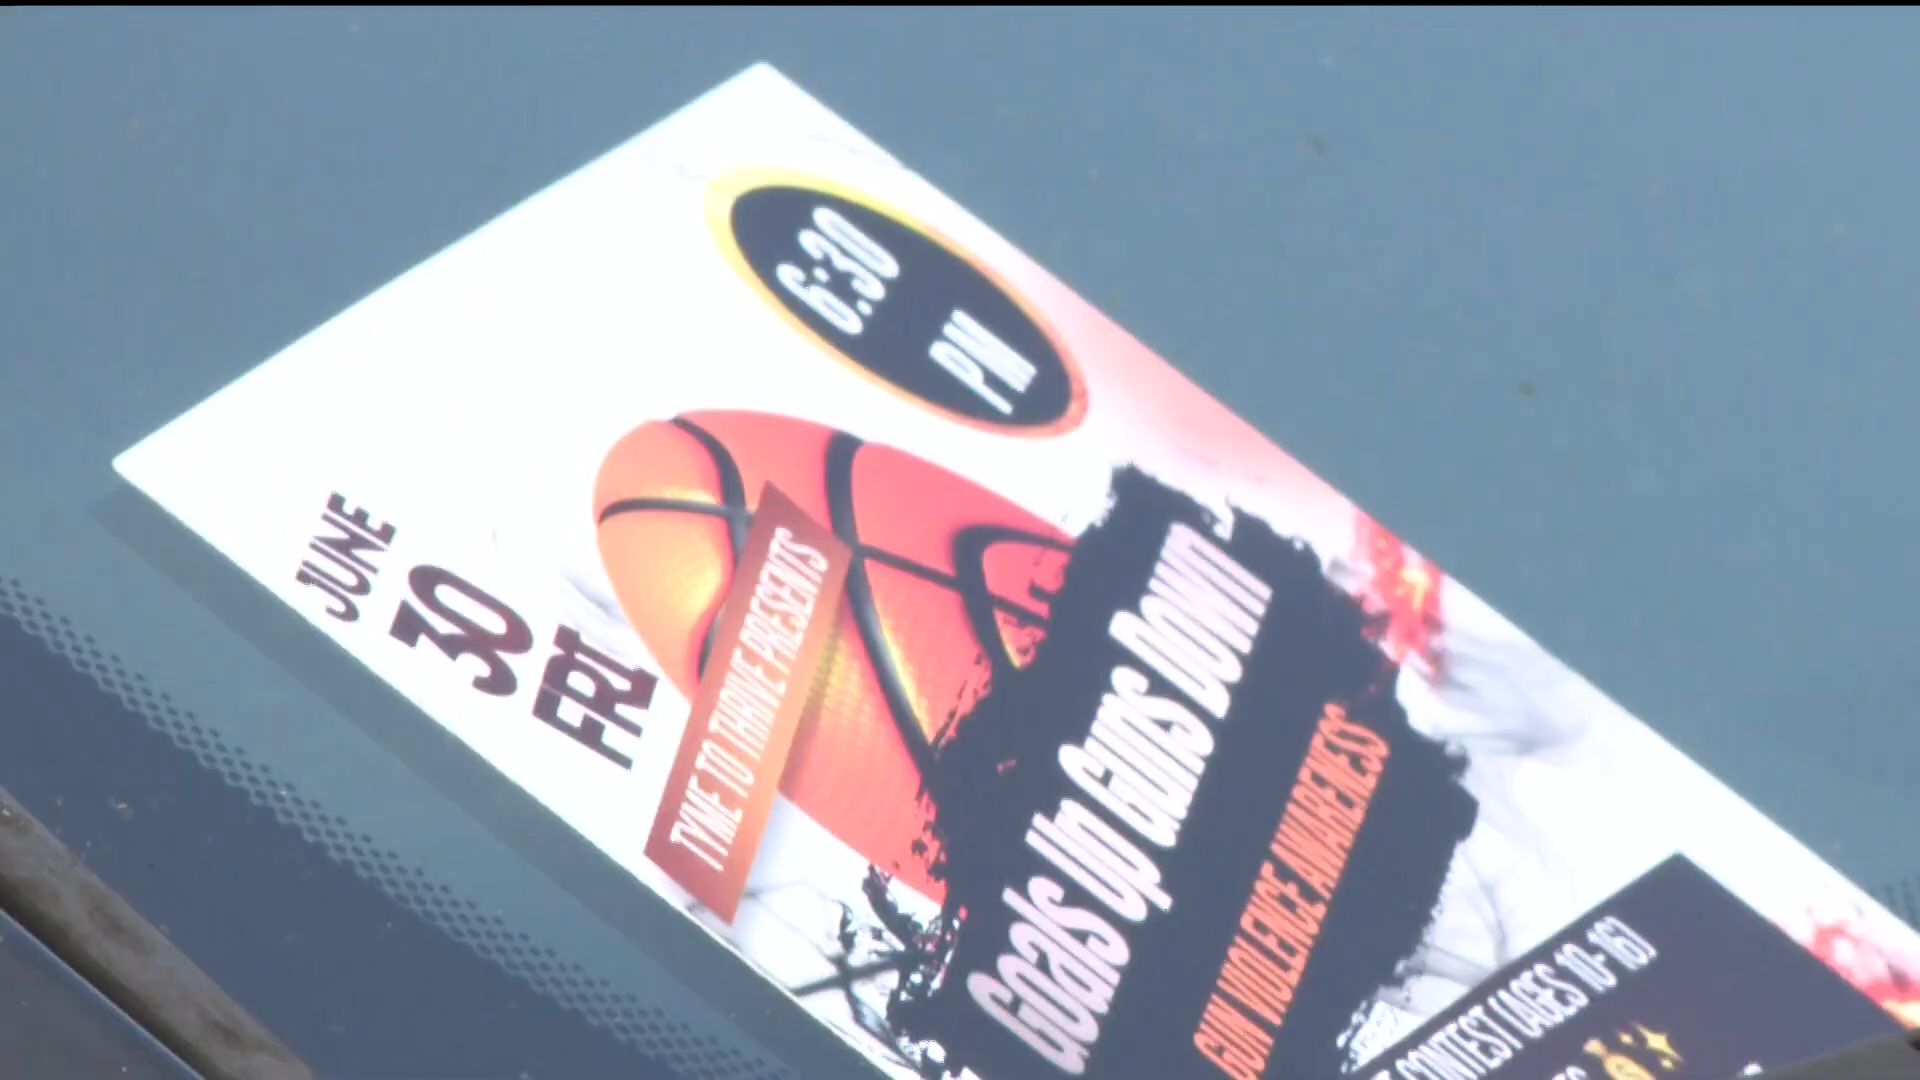 6:30
PM
JUNE
30
FRI
TYME TO THRIVE PRESENTS
Goals Up Guns Down
GUN VIOLENCE AWARENESS
CONTEST (AGES 10-16)